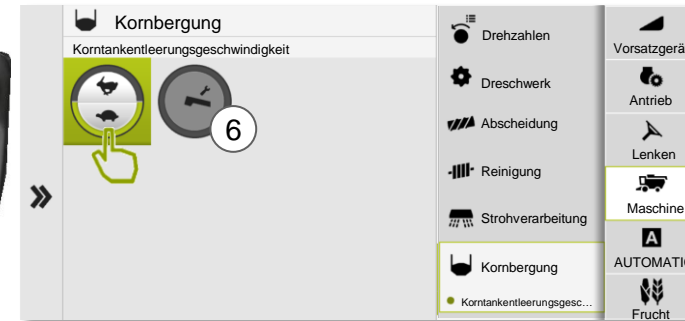 Kornbergung
Korntankentleerungsgeschwindigkeit
6
Drehzahlen
Dreschwerk
Abscheidung
Reinigung
Strohverarbeitung
Kornbergung
Korntankentleerungsgesc...
Vorsatzgerä
Antrieb
Lenken
Maschine
A
AUTOMATIC
Frucht